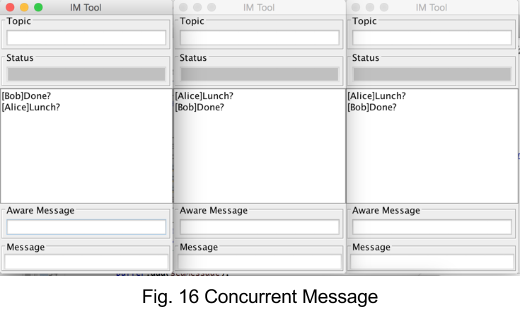 IM Tool
Topic
Status
[Bob]Done?
[Alice]Lunch?
Aware Message
Message
IM Tool
Topic
Status
[Alice]Lunch?
[Bob]Done?
Aware Message
Message
IM Tool
Topic
Status
[Alice]Lunch?
[Bob]Done?
Aware Message
Message
Fig. 16 Concurrent Message